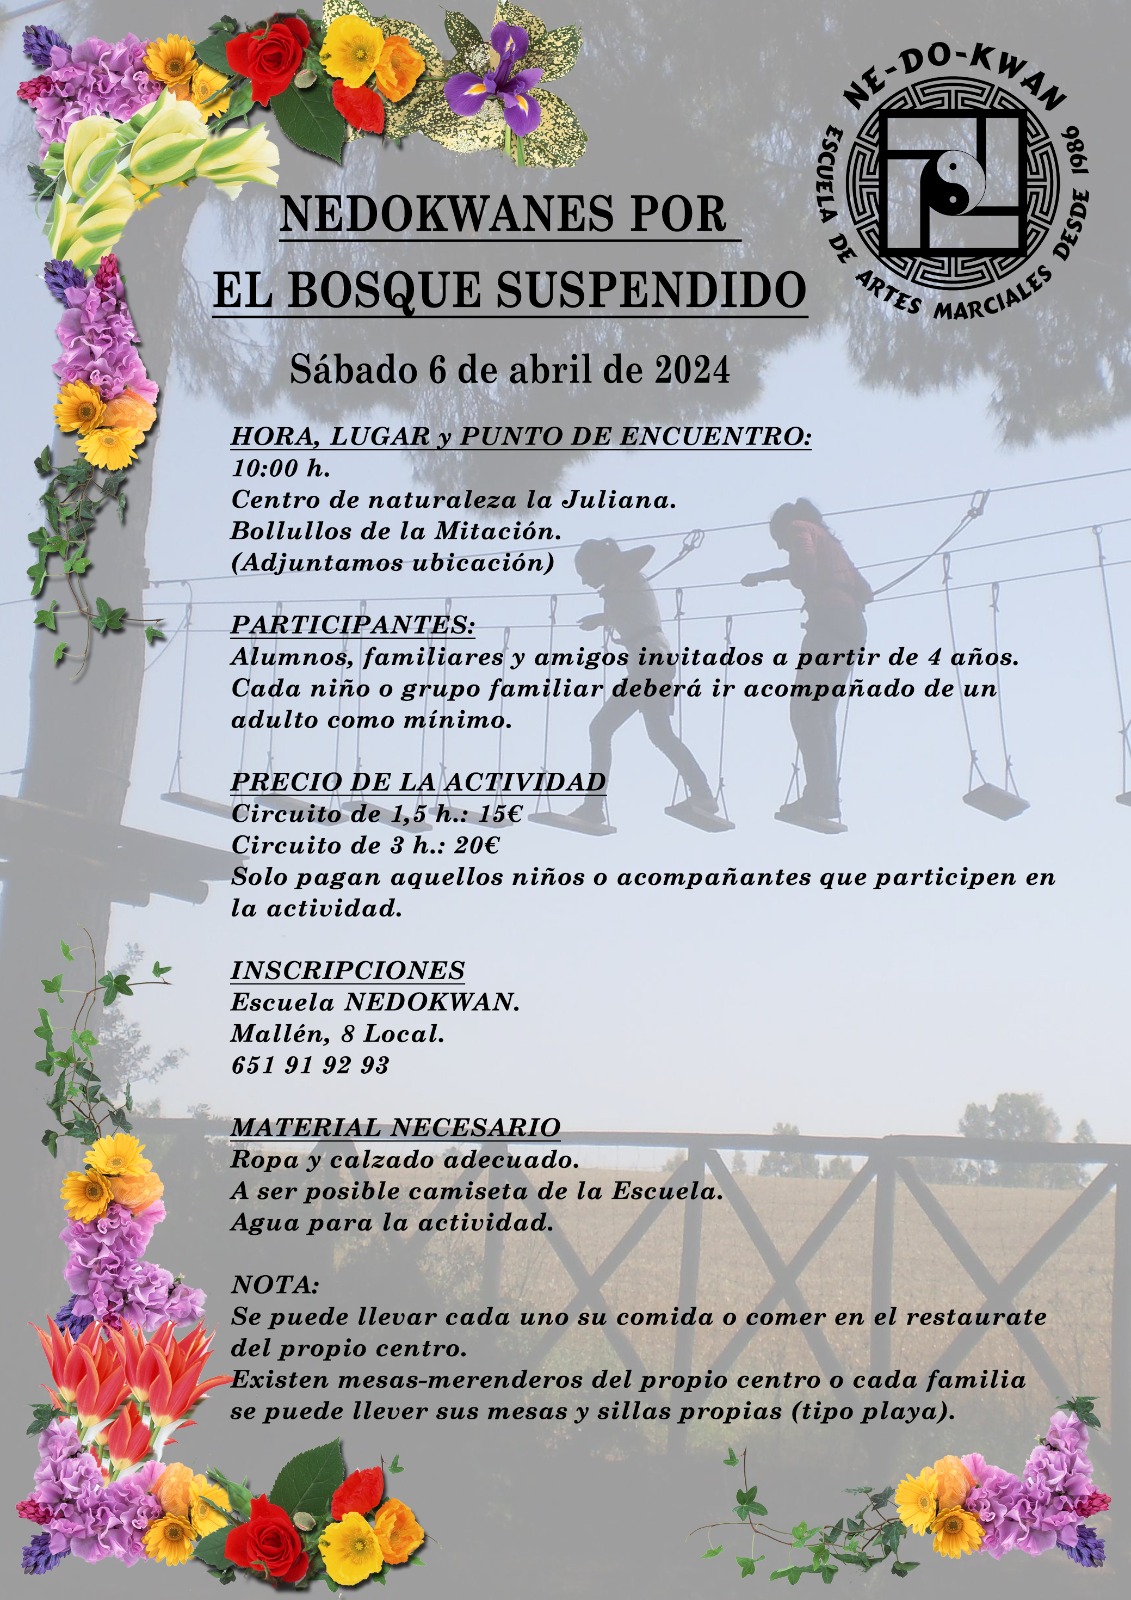 NE-DO-KWAN
ESCUELA DE ARTES MARCIALES DESDE 1986
NEDOKWANES POR
EL BOSQUE SUSPENDIDO
Sábado 6 de abril de 2024
HORA, LUGAR y PUNTO DE ENCUENTRO:
10:00 h.
Centro de naturaleza la Juliana.
Bollullos de la Mitación.
(Adjuntamos ubicación)
PARTICIPANTES:
Alumnos, familiares y amigos invitados a partir de 4 años.
Cada niño o grupo familiar deberá ir acompañado de un
adulto como mínimo.
PRECIO DE LA ACTIVIDAD
Circuito de 1,5 h.: 15€
Circuito de 3 h.: 20€
Solo pagan aquellos niños o acompañantes que participen en
la actividad.
INSCRIPCIONES
Escuela NEDOKWAN.
Mallén, 8 Local.
651 91 92 93
MATERIAL NECESARIO
Ropa y calzado adecuado.
A ser posible camiseta de la Escuela.
Agua para la actividad.
NOTA:
Se puede llevar cada uno su comida o comer en el restaurate
del propio centro.
Existen mesas-merenderos del propio centro o cada familia
se puede llever sus mesas y sillas propias (tipo playa).